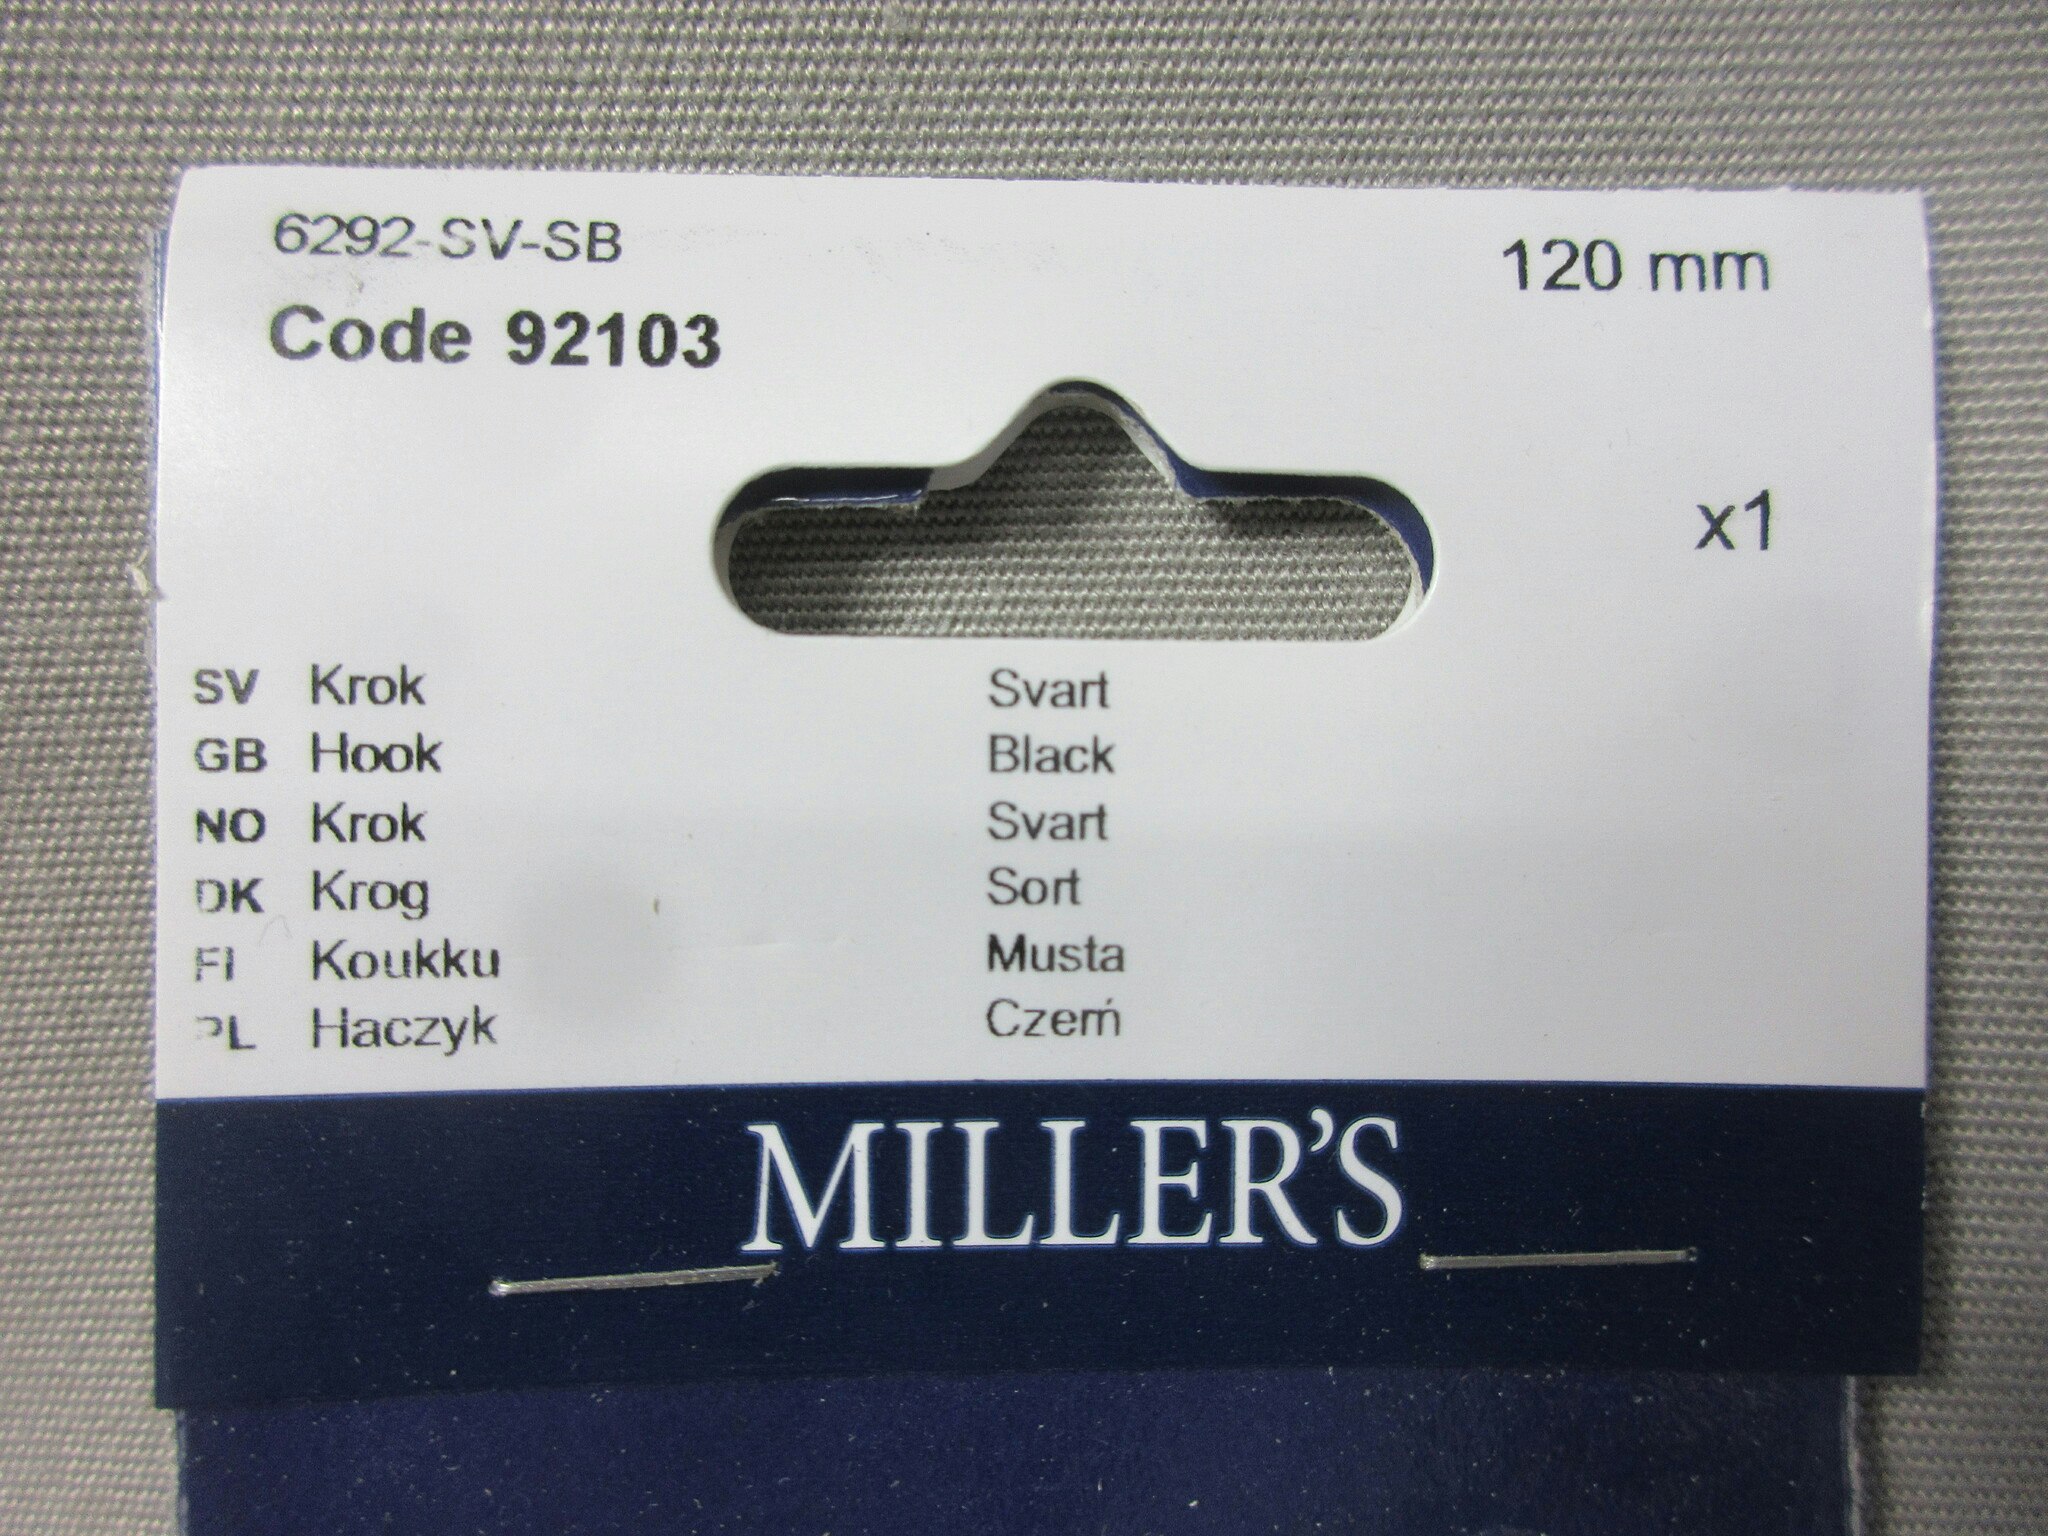 6292-SV-SB
120 mm
Code 92103
x1
SV Krok Svart
GB Hook Black
NO Krok Svart
DK Krog Sort
FI Koukku Musta
PL Haczyk Czerń
MILLER'S